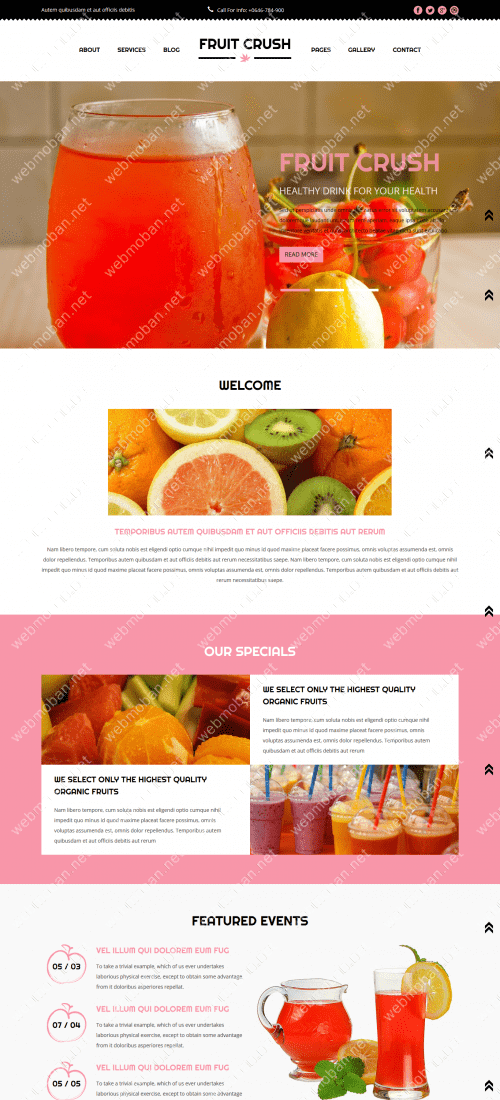 Autem quibusdam et aut officiis debitis
Call For Info: +0646-784-900
ABOUT
SERVICES
BLOG
FRUIT CRUSH
PAGES
GALLERY
CONTACT
FRUIT CRUSH
HEALTHY DRINK FOR YOUR HEALTH
READ MORE
WELCOME
TEMPORIBUS AUTEM QUIBUSDAM ET AUT OFFICIIS DEBITIS AUT RERUM
Nam libero tempore, cum soluta nobis est eligendi optio cumque nihil impedit quo minus id quod maxime placeat facere possimus, omnis voluptas assumenda est, omnis
dolor repellendus. Temporibus autem quibusdam et aut officiis debitis aut rerum necessitatibus saepe. Nam libero tempore, cum soluta nobis est eligendi optio cumque nihil
impedit quo minus id quod maxime placeat facere possimus, omnis voluptas assumenda est, omnis dolor repellendus. Temporibus autem quibusdam et aut officiis debitis aut
rerum necessitatibus saepe.
OUR SPECIALS
WE SELECT ONLY THE HIGHEST QUALITY
ORGANIC FRUITS
Nam libero tempore, cum soluta nobis est eligendi optio cumque nihil
impedit quo minus id quod maxime placeat facere possimus, omnis
voluptas assumenda est, omnis dolor repellendus. Temporibus autem
quibusdam et aut officiis debitis aut rerum
WE SELECT ONLY THE HIGHEST QUALITY
ORGANIC FRUITS
Nam libero tempore, cum soluta nobis est eligendi optio cumque nihil
impedit quo minus id quod maxime placeat facere possimus, omnis
voluptas assumenda est, omnis dolor repellendus. Temporibus autem
quibusdam et aut officiis debitis aut rerum
FEATURED EVENTS
05 / 03
VEL ILLUM QUI DOLOREM EUM FUG
To take a trivial example, which of us ever undertakes
laborious physical exercise, except to obtain some advantage
from it doloribus asperiores repellat.
07 / 04
VEL ILLUM QUI DOLOREM EUM FUG
To take a trivial example, which of us ever undertakes
laborious physical exercise, except to obtain some advantage
from it doloribus asperiores repellat.
05 / 05
VEL ILLUM QUI DOLOREM EUM FUG
To take a trivial example, which of us ever undertakes
laborious physical exercise, except to obtain some advantage
webmoban.net